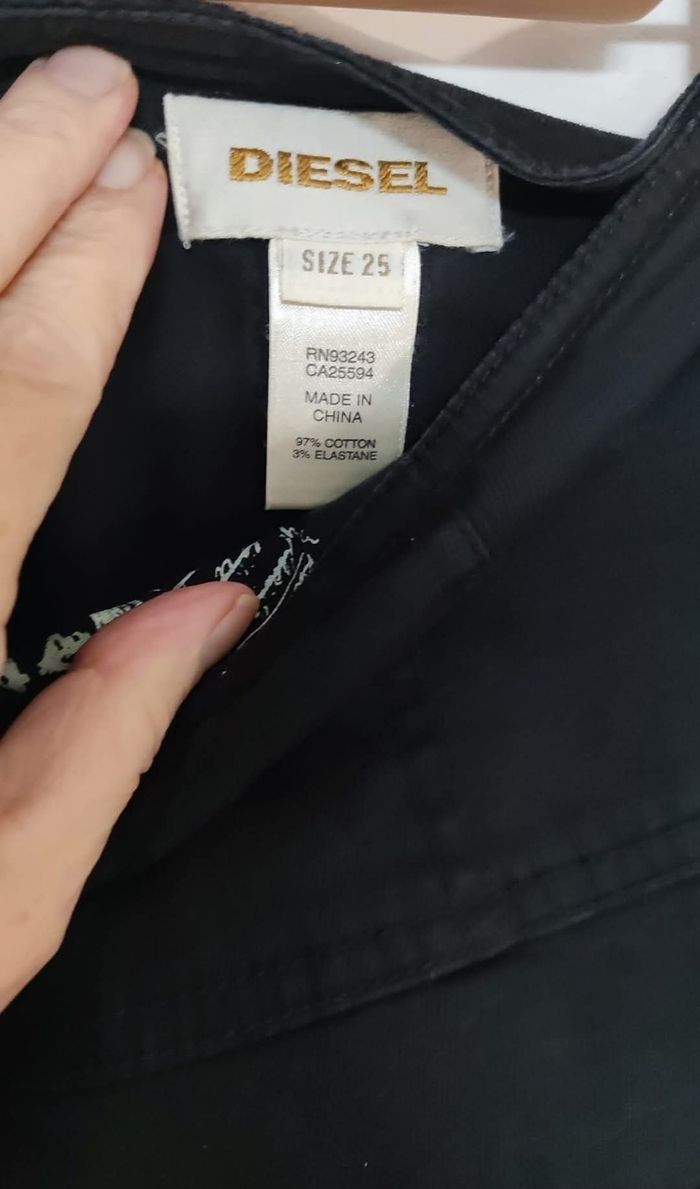 DIESEL
SIZE 25
RN93243
CA25594
MADE IN
CHINA
97% COTTON
3% ELASTANE